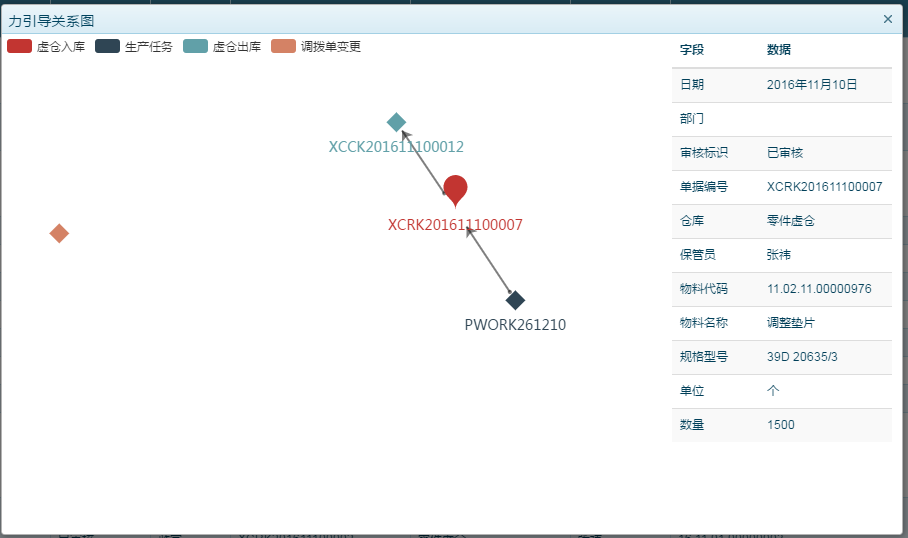 力引导关系图
虚仓入库 生产任务 虚仓出库 调拨单变更
XCCK201611100012
XCRK201611100007
PWORK261210
字段 数据
日期 2016年11月10日
部门
审核标识 已审核
单据编号 XCRK201611100007
仓库 零件虚仓
保管员 张祎
物料代码 11.02.11.00000976
物料名称 调整垫片
规格型号 39D 20635/3
单位 个
数量 1500